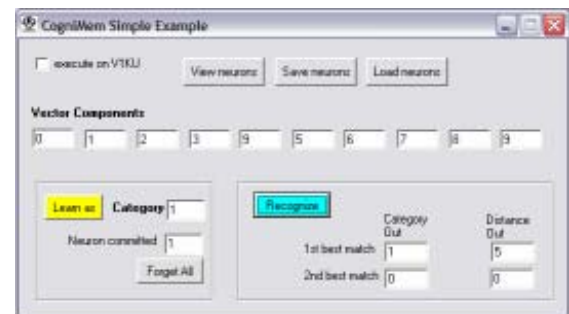 CogniMem Simple Example
execute on V1KU View neurons Save neurons Load neurons
Vector Components
0 1 2 3 9 5 6 7 8 9
Learn as Category 1
Neuron committed 1
Forget All
Recognize
Category Out Distance Out
1st best match 1 5
2nd best match 0 0